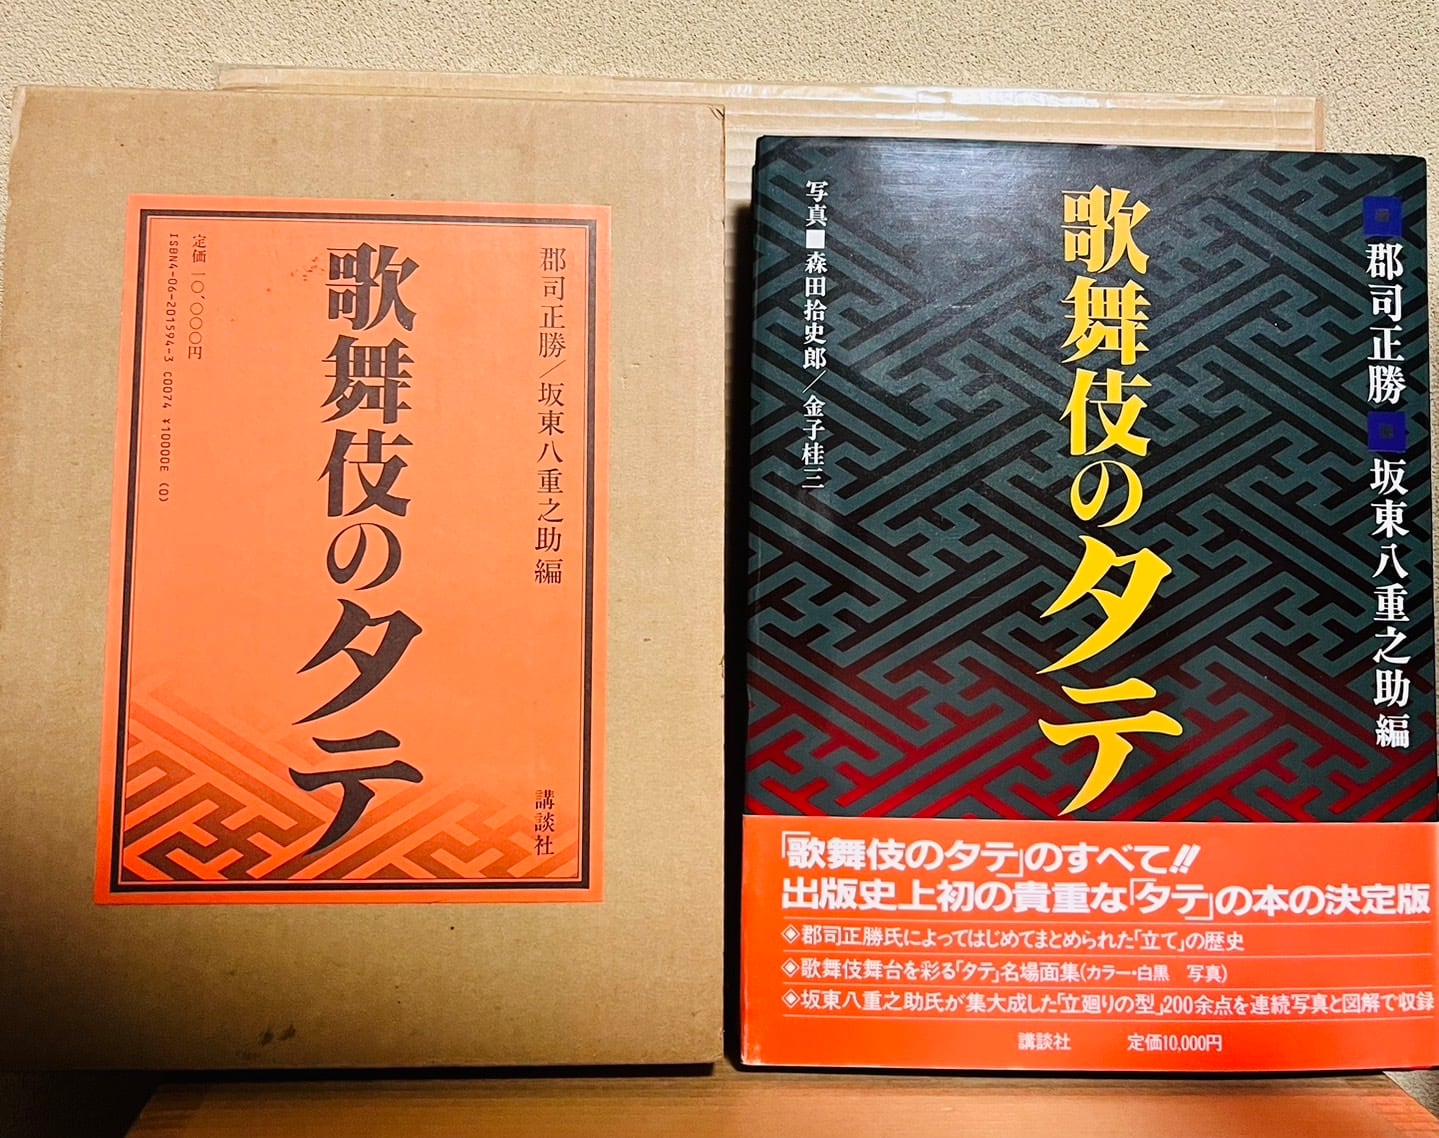 郡司正勝／坂東八重之助編
歌舞伎のタテ
定価 一〇、〇〇〇円
ISBN4-06-201594-3 C0074 ¥10000E (0)
講談社
郡司正勝 坂東八重之助編
歌舞伎のタテ
写真■森田拾史郎／金子桂三
「歌舞伎のタテ」のすべて!!
出版史上初の貴重な「タテ」の本の決定版
◈郡司正勝氏によってはじめてまとめられた「立て」の歴史
◈歌舞伎舞台を彩る「タテ」名場面集(カラー・白黒 写真)
◈坂東八重之助氏が集大成した「立廻りの型」200余点を連続写真と図解で収録
講談社 定価10,000円